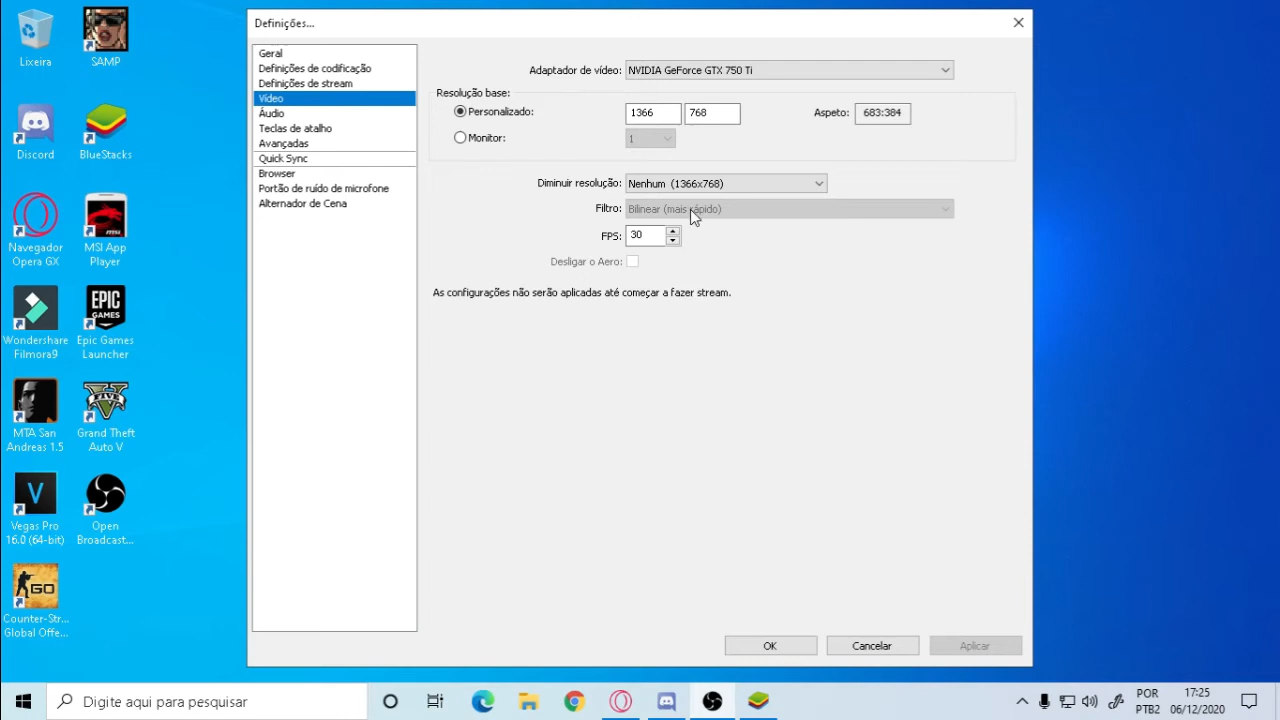 Lixeira
SAMP
Discord
BlueStacks
Navegador
Opera GX
MSI App
Player
EPIC
GAMES
Wondershare
Filmora9
Epic Games
Launcher
FIVE
MTA San
Andreas 1.5
Grand Theft
Auto V
V
Vegas Pro
16.0 (64-bit)
Open
Broadcast...
GO
Counter-Str...
Global Offe...
Definições...
Geral
Definições de codificação
Definições de stream
Vídeo
Áudio
Teclas de atalho
Avançadas
Quick Sync
Browser
Portão de ruído de microfone
Alternador de Cena
Adaptador de vídeo: NVIDIA GeForce GTX 750 Ti
Resolução base:
Personalizado: 1366 768 Aspeto: 683:384
Monitor: 1
Diminuir resolução: Nenhum (1366x768)
Filtro: Bilinear (mais rápido)
FPS: 30
Desligar o Aero:
As configurações não serão aplicadas até começar a fazer stream.
OK Cancelar Aplicar
Digite aqui para pesquisar
POR
PTB2
17:25
06/12/2020